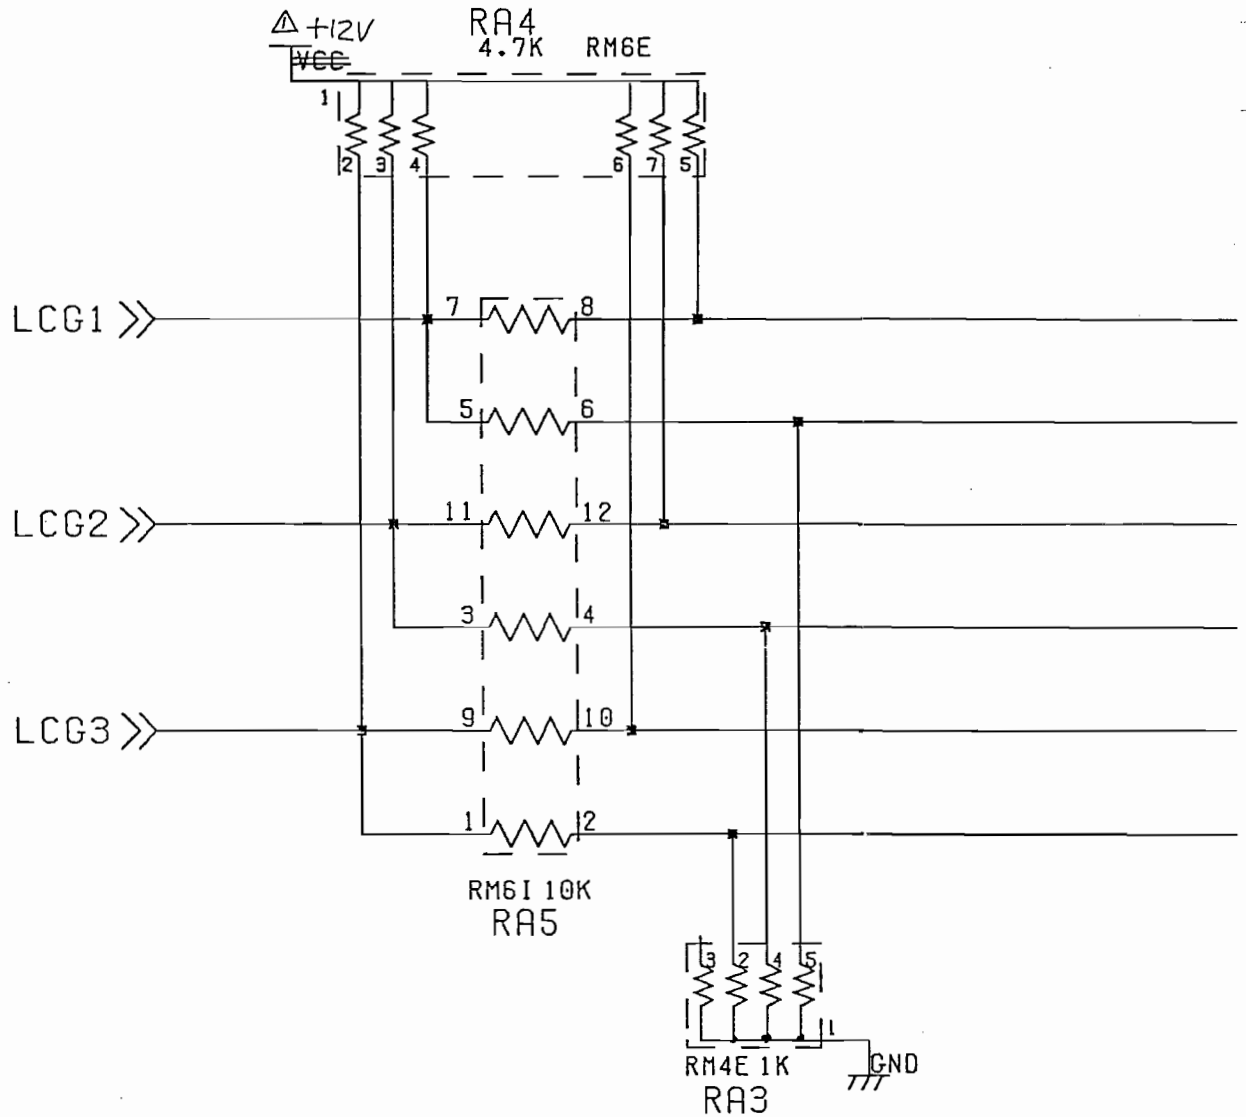 ⚠ +12V
VCC
RA4
4.7K RM6E
1
2 3 4 6 7 5
LCG1
7 8
5 6
LCG2
11 12
3 4
LCG3
9 10
1 2
RM6I 10K
RA5
3 2 4 5
1
RM4E 1K
GND
RA3